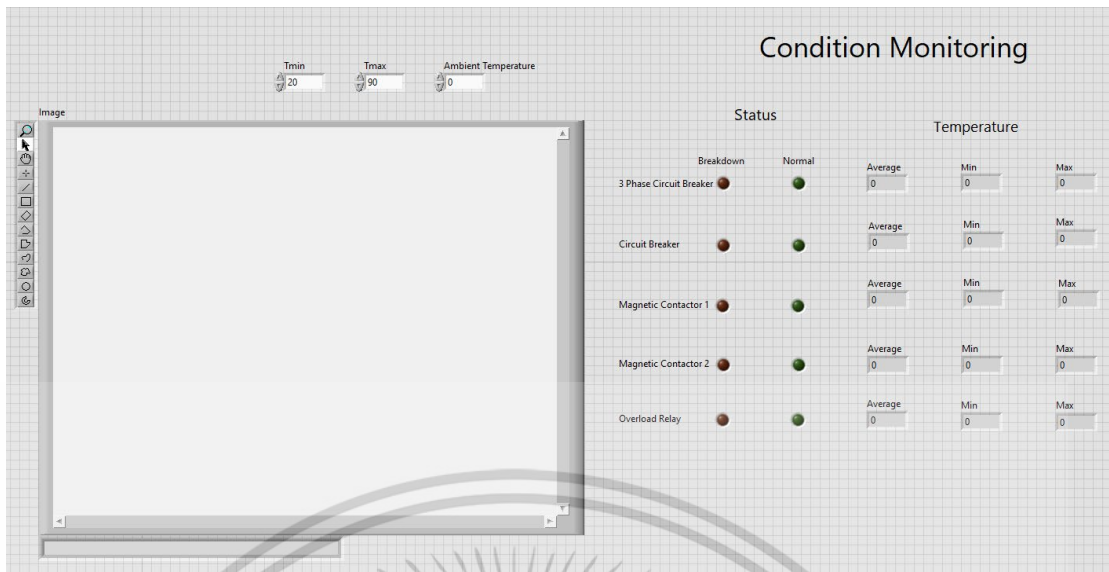 Condition Monitoring
Tmin Tmax Ambient Temperature
20 90 0
Image
Status
Temperature
Breakdown Normal Average Min Max
3 Phase Circuit Breaker 0 0 0
Average Min Max
Circuit Breaker 0 0 0
Average Min Max
Magnetic Contactor 1 0 0 0
Average Min Max
Magnetic Contactor 2 0 0 0
Average Min Max
Overload Relay 0 0 0